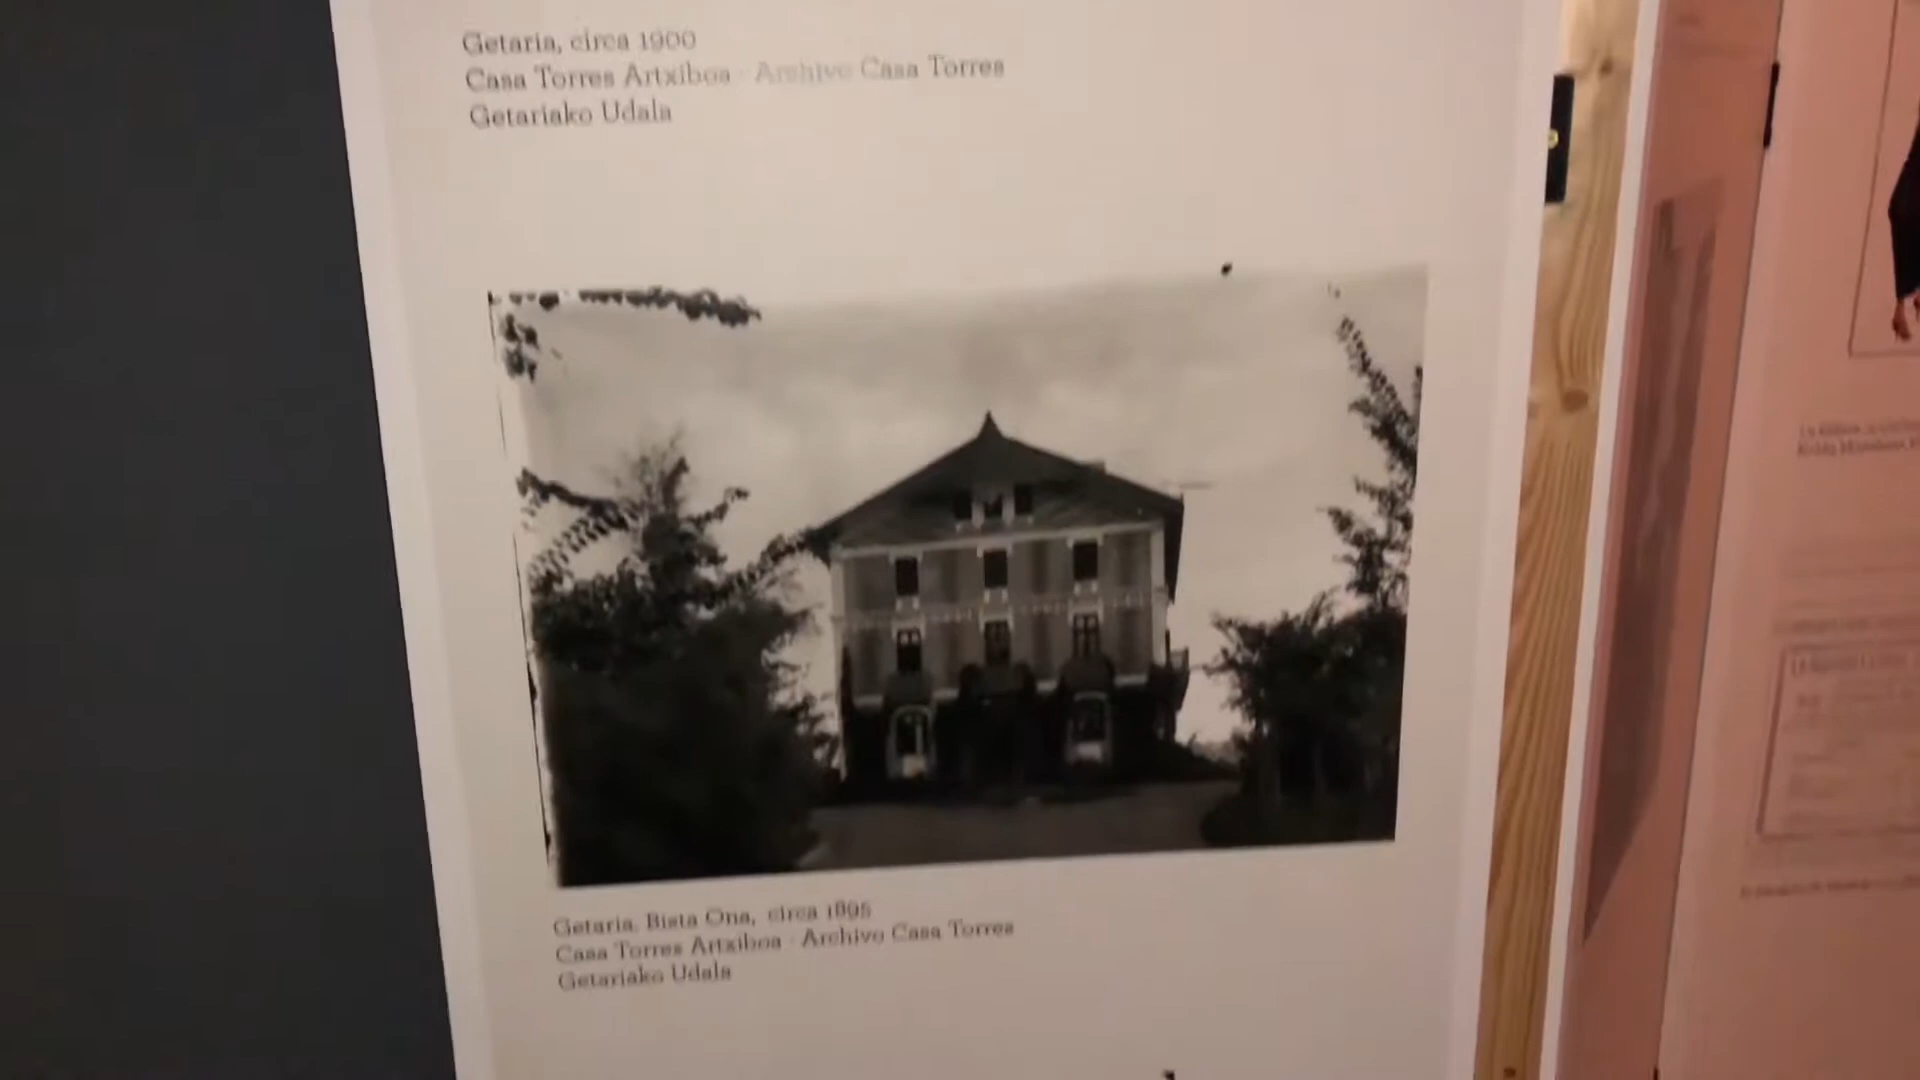 Getaria, circa 1900
Casa Torres Artxiboa - Archivo Casa Torres
Getariako Udala
Getaria. Bista Ona, circa 1895
Casa Torres Artxiboa - Archivo Casa Torres
Getariako Udala